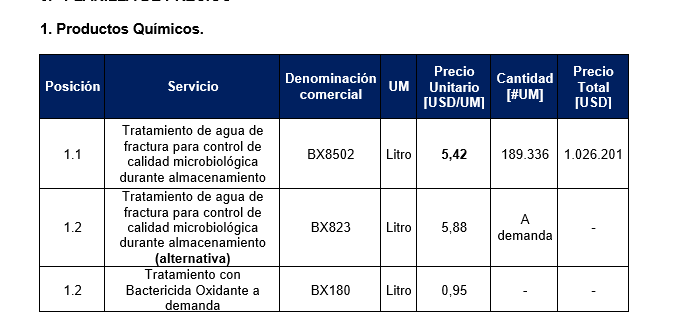 1. Productos Químicos.
Posición
Servicio
Denominación
comercial
UM
Precio
Unitario
[USD/UM]
Cantidad
[#UM]
Precio
Total
[USD]
1.1
Tratamiento de agua de
fractura para control de
calidad microbiológica
durante almacenamiento
BX8502
Litro
5,42
189.336
1.026.201
1.2
Tratamiento de agua de
fractura para control de
calidad microbiológica
durante almacenamiento
(alternativa)
BX823
Litro
5,88
A
demanda
-
1.2
Tratamiento con
Bactericida Oxidante a
demanda
BX180
Litro
0,95
-
-